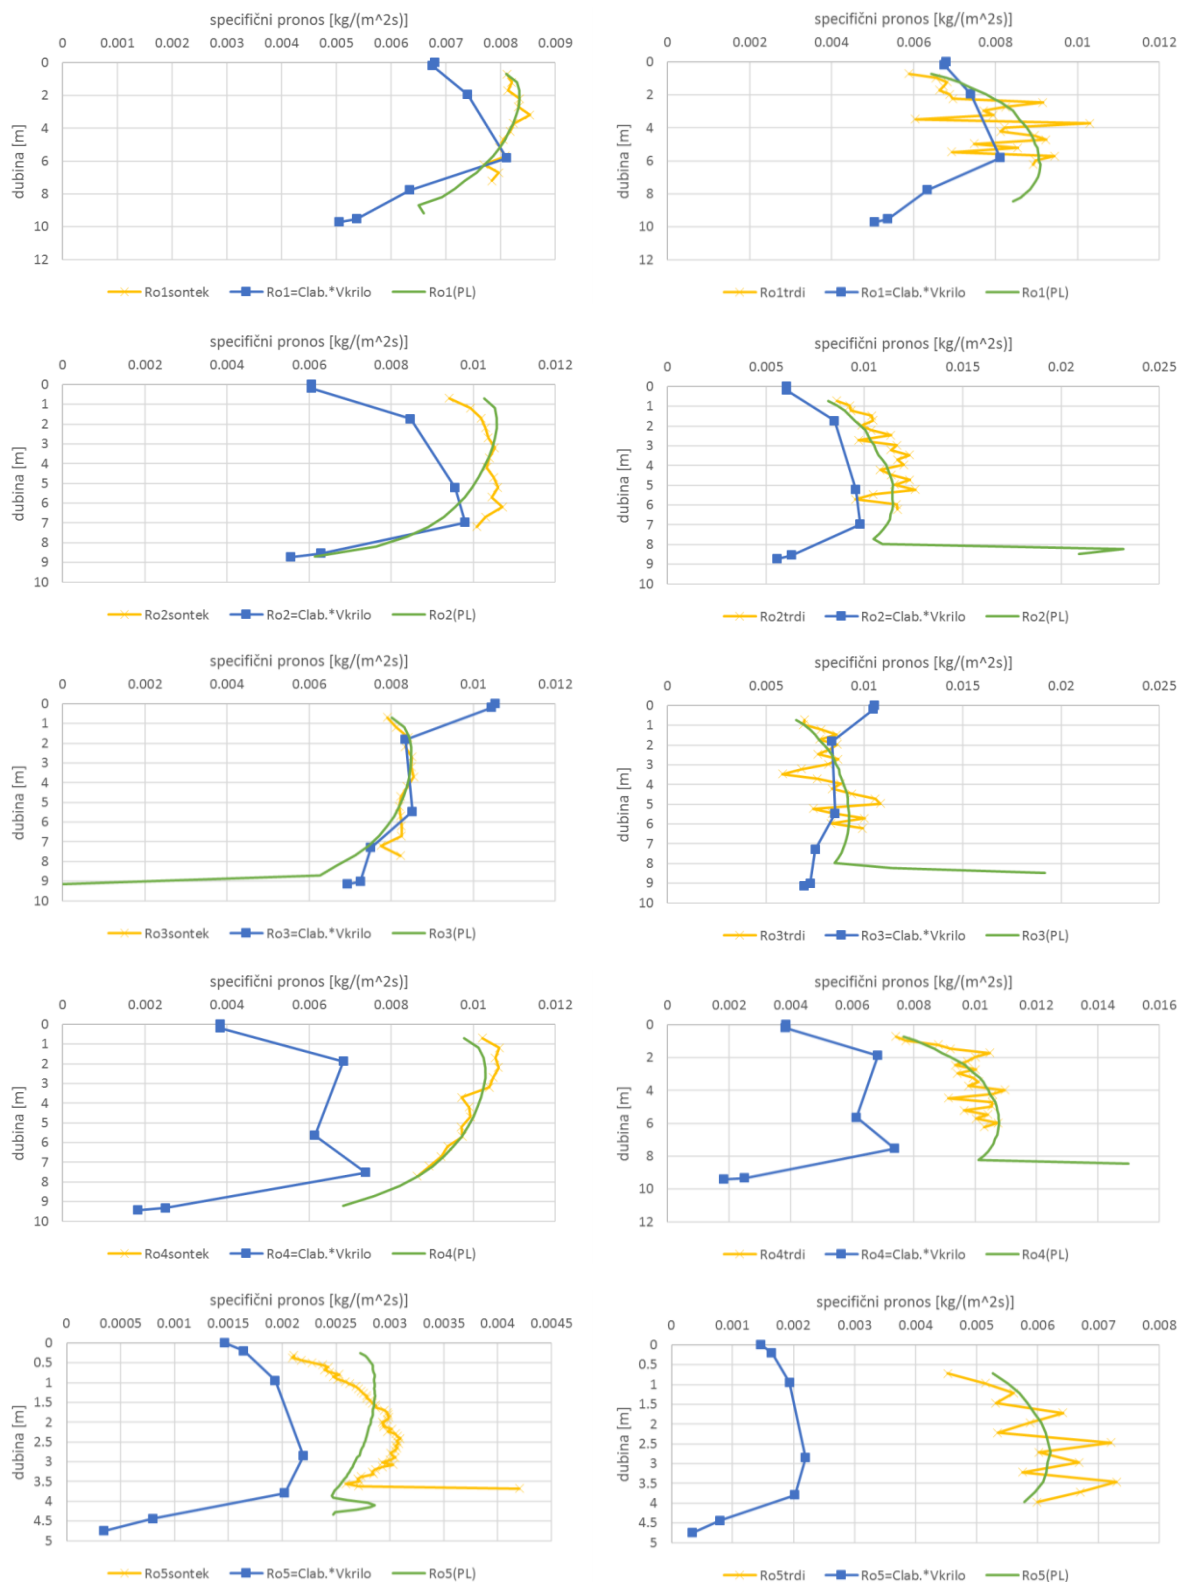 specifični pronos [kg/(m^2s)]
0 0.001 0.002 0.003 0.004 0.005 0.006 0.007 0.008 0.009
dubina [m]
0
2
4
6
8
10
12
Ro1sontek Ro1=Clab.*Vkrilo Ro1(PL)
specifični pronos [kg/(m^2s)]
0 0.002 0.004 0.006 0.008 0.01 0.012
dubina [m]
0
2
4
6
8
10
12
Ro1trdi Ro1=Clab.*Vkrilo Ro1(PL)
specifični pronos [kg/(m^2s)]
0 0.002 0.004 0.006 0.008 0.01 0.012
dubina [m]
0
1
2
3
4
5
6
7
8
9
10
Ro2sontek Ro2=Clab.*Vkrilo Ro2(PL)
specifični pronos [kg/(m^2s)]
0 0.005 0.01 0.015 0.02 0.025
dubina [m]
0
1
2
3
4
5
6
7
8
9
10
Ro2trdi Ro2=Clab.*Vkrilo Ro2(PL)
specifični pronos [kg/(m^2s)]
0 0.002 0.004 0.006 0.008 0.01 0.012
dubina [m]
0
1
2
3
4
5
6
7
8
9
10
Ro3sontek Ro3=Clab.*Vkrilo Ro3(PL)
specifični pronos [kg/(m^2s)]
0 0.005 0.01 0.015 0.02 0.025
dubina [m]
0
1
2
3
4
5
6
7
8
9
10
Ro3trdi Ro3=Clab.*Vkrilo Ro3(PL)
specifični pronos [kg/(m^2s)]
0 0.002 0.004 0.006 0.008 0.01 0.012
dubina [m]
0
1
2
3
4
5
6
7
8
9
10
Ro4sontek Ro4=Clab.*Vkrilo Ro4(PL)
specifični pronos [kg/(m^2s)]
0 0.002 0.004 0.006 0.008 0.01 0.012 0.014 0.016
dubina [m]
0
2
4
6
8
10
12
Ro4trdi Ro4=Clab.*Vkrilo Ro4(PL)
specifični pronos [kg/(m^2s)]
0 0.0005 0.001 0.0015 0.002 0.0025 0.003 0.0035 0.004 0.0045
dubina [m]
0
0.5
1
1.5
2
2.5
3
3.5
4
4.5
5
Ro5sontek Ro5=Clab.*Vkrilo Ro5(PL)
specifični pronos [kg/(m^2s)]
0 0.001 0.002 0.003 0.004 0.005 0.006 0.007 0.008
dubina [m]
0
0.5
1
1.5
2
2.5
3
3.5
4
4.5
5
Ro5trdi Ro5=Clab.*Vkrilo Ro5(PL)